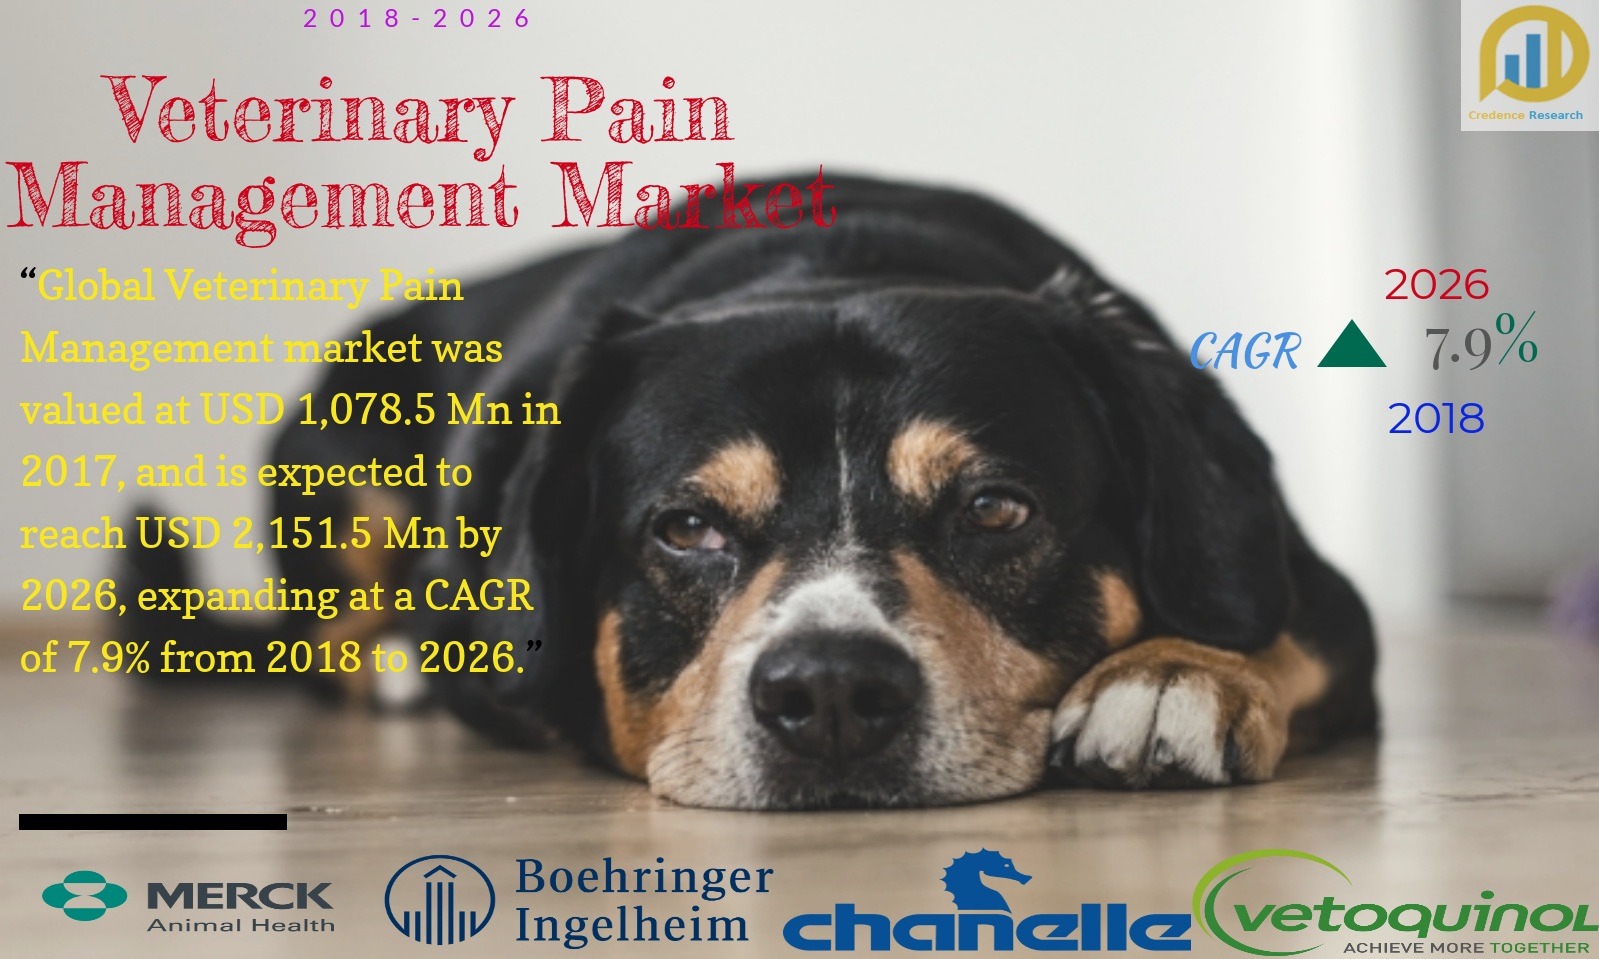 2018-2026
Veterinary Pain
Management Market
“Global Veterinary Pain
Management market was
valued at USD 1,078.5 Mn in
2017, and is expected to
reach USD 2,151.5 Mn by
2026, expanding at a CAGR
of 7.9% from 2018 to 2026.”
Credence Research
2026
CAGR 7.9%
2018
MERCK
Animal Health
Boehringer
Ingelheim
chanelle
vetoquinol
ACHIEVE MORE TOGETHER